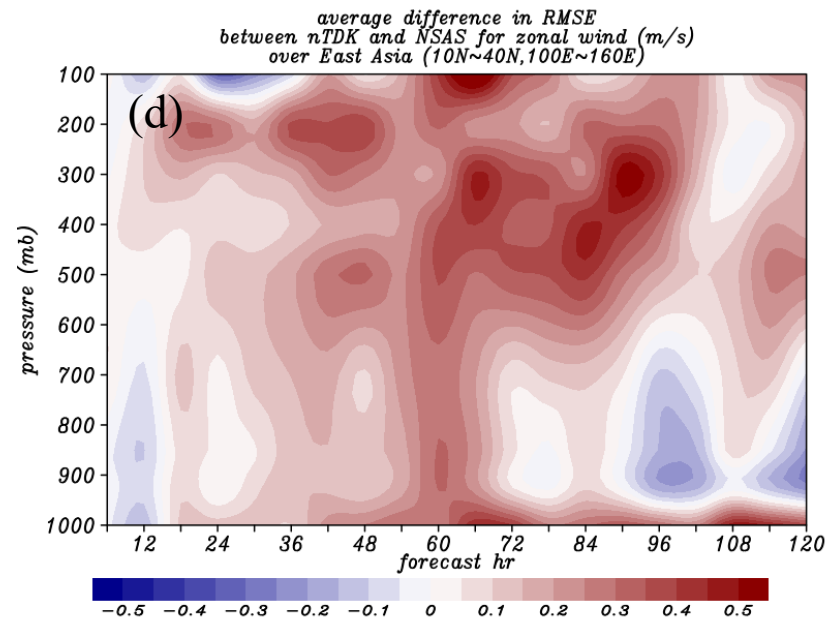 average difference in RMSE
between nTDK and NSAS for zonal wind (m/s)
over East Asia (10N~40N,100E~160E)
(d)
100
200
300
400
500
600
700
800
900
1000
pressure (mb)
12 24 36 48 60 72 84 96 108 120
forecast hr
-0.5 -0.4 -0.3 -0.2 -0.1 0 0.1 0.2 0.3 0.4 0.5